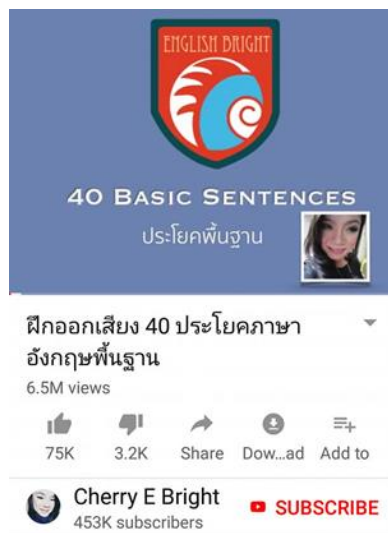 ENGLISH BRIGHT
40 BASIC SENTENCES
ประโยคพื้นฐาน
ฝึกออกเสียง 40 ประโยคภาษา
อังกฤษพื้นฐาน
6.5M views
75K 3.2K Share Dow...ad Add to
Cherry E Bright
SUBSCRIBE
453K subscribers